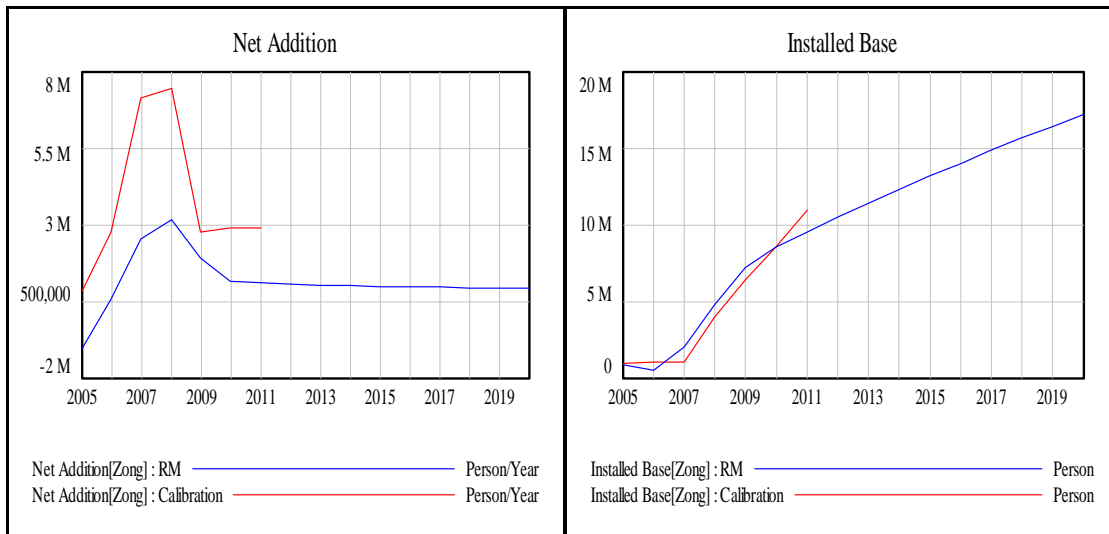 Net Addition
8 M
5.5 M
3 M
500,000
-2 M
2005 2007 2009 2011 2013 2015 2017 2019
Net Addition[Zong] : RM Person/Year
Net Addition[Zong] : Calibration Person/Year
Installed Base
20 M
15 M
10 M
5 M
0
2005 2007 2009 2011 2013 2015 2017 2019
Installed Base[Zong] : RM Person
Installed Base[Zong] : Calibration Person